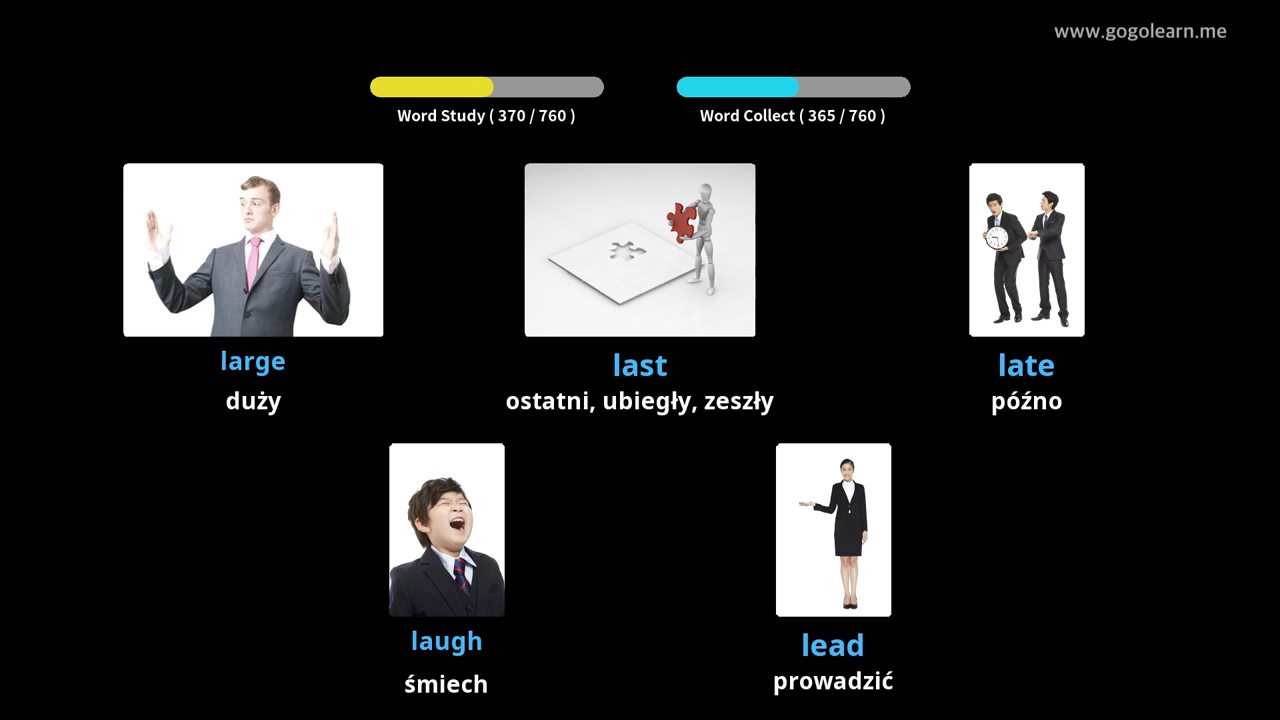 www.gogolearn.me
Word Study ( 370 / 760 )
Word Collect ( 365 / 760 )
large
last
late
duży
ostatni, ubiegły, zeszły
późno
laugh
lead
śmiech
prowadzić